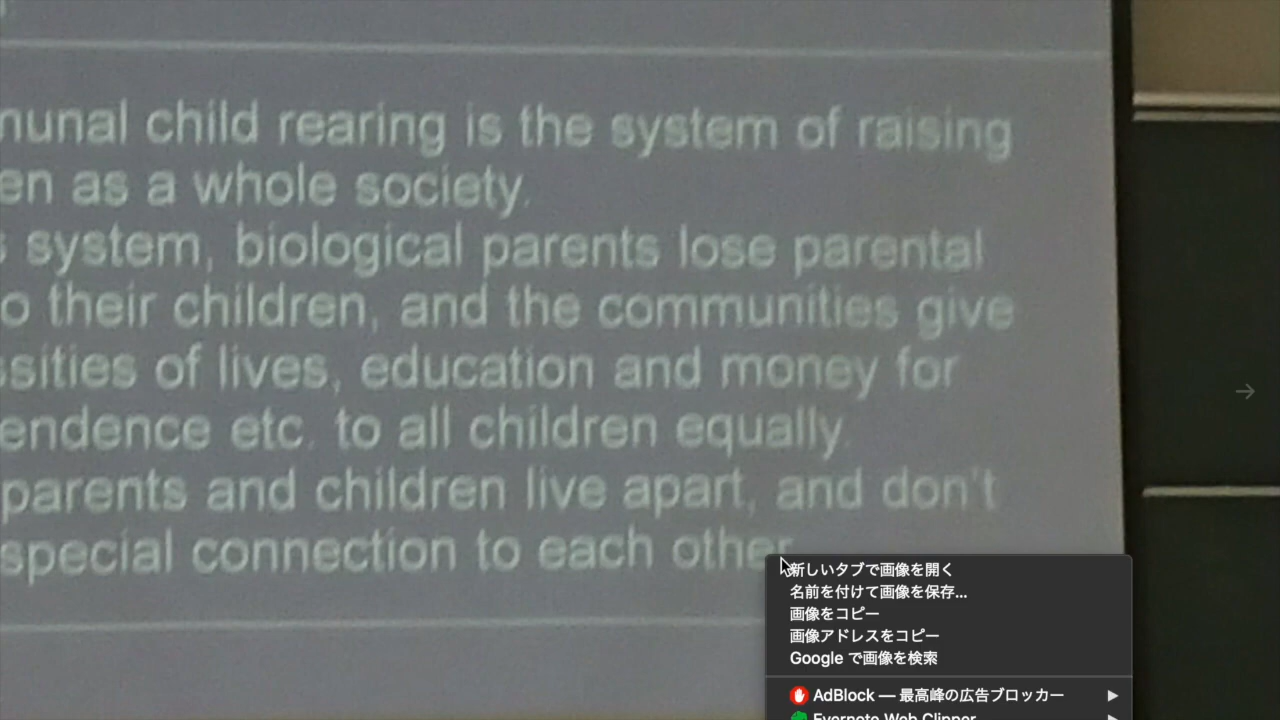 munal child rearing is the system of raising
en as a whole society.
s system, biological parents lose parental
o their children, and the communities give
ssities of lives, education and money for
endence etc. to all children equally.
parents and children live apart, and don't
special connection to each other
新しいタブで画像を開く
名前を付けて画像を保存...
画像をコピー
画像アドレスをコピー
Google で画像を検索
AdBlock — 最高峰の広告ブロッカー
Evernote Web Clipper